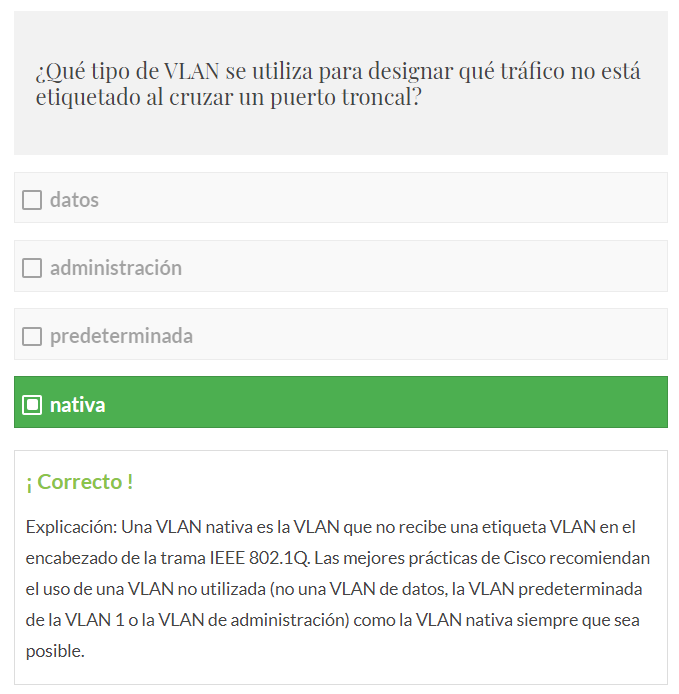 ¿Qué tipo de VLAN se utiliza para designar qué tráfico no está
etiquetado al cruzar un puerto troncal?
datos
administración
predeterminada
nativa
¡ Correcto !
Explicación: Una VLAN nativa es la VLAN que no recibe una etiqueta VLAN en el
encabezado de la trama IEEE 802.1Q. Las mejores prácticas de Cisco recomiendan
el uso de una VLAN no utilizada (no una VLAN de datos, la VLAN predeterminada
de la VLAN 1 o la VLAN de administración) como la VLAN nativa siempre que sea
posible.